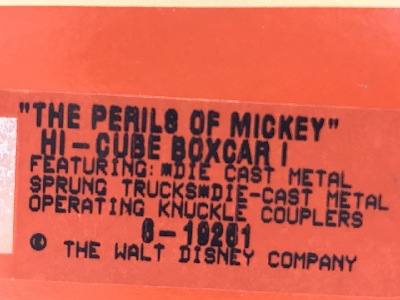 "THE PERILS OF MICKEY"
HI-CUBE BOXCAR I
FEATURING:*DIE CAST METAL
SPRUNG TRUCKS*DIE-CAST METAL
OPERATING KNUCKLE COUPLERS
6-19261
© THE WALT DISNEY COMPANY